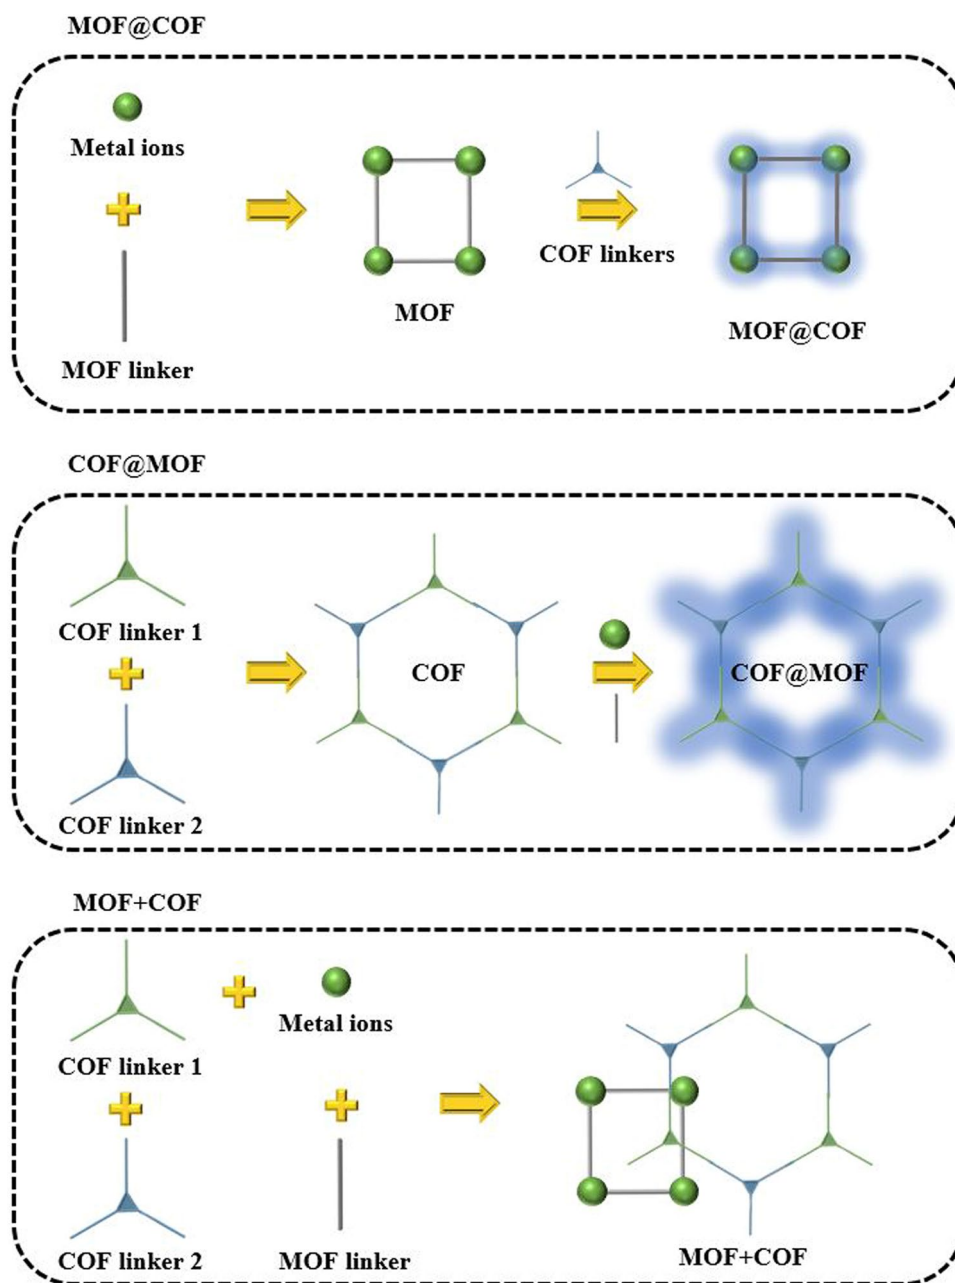 MOF@COF
Metal ions
MOF linker
MOF
COF linkers
MOF@COF
COF@MOF
COF linker 1
COF linker 2
COF
COF@MOF
MOF+COF
COF linker 1
Metal ions
COF linker 2
MOF linker
MOF+COF